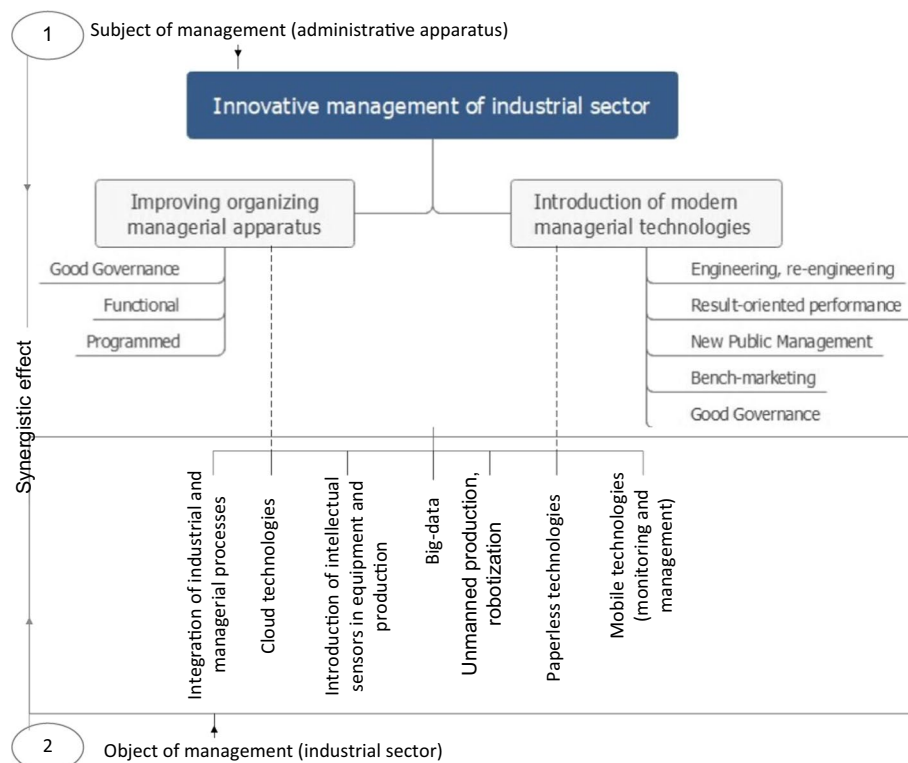 1
Subject of management (administrative apparatus)
Innovative management of industrial sector
Improving organizing
managerial apparatus
Good Governance
Functional
Programmed
Introduction of modern
managerial technologies
Engineering, re-engineering
Result-oriented performance
New Public Management
Bench-marketing
Good Governance
Synergistic effect
Integration of industrial and
managerial processes
Cloud technologies
Introduction of intellectual
sensors in equipment and
production
Big-data
Unmanned production,
robotization
Paperless technologies
Mobile technologies
(monitoring and
management)
2
Object of management (industrial sector)